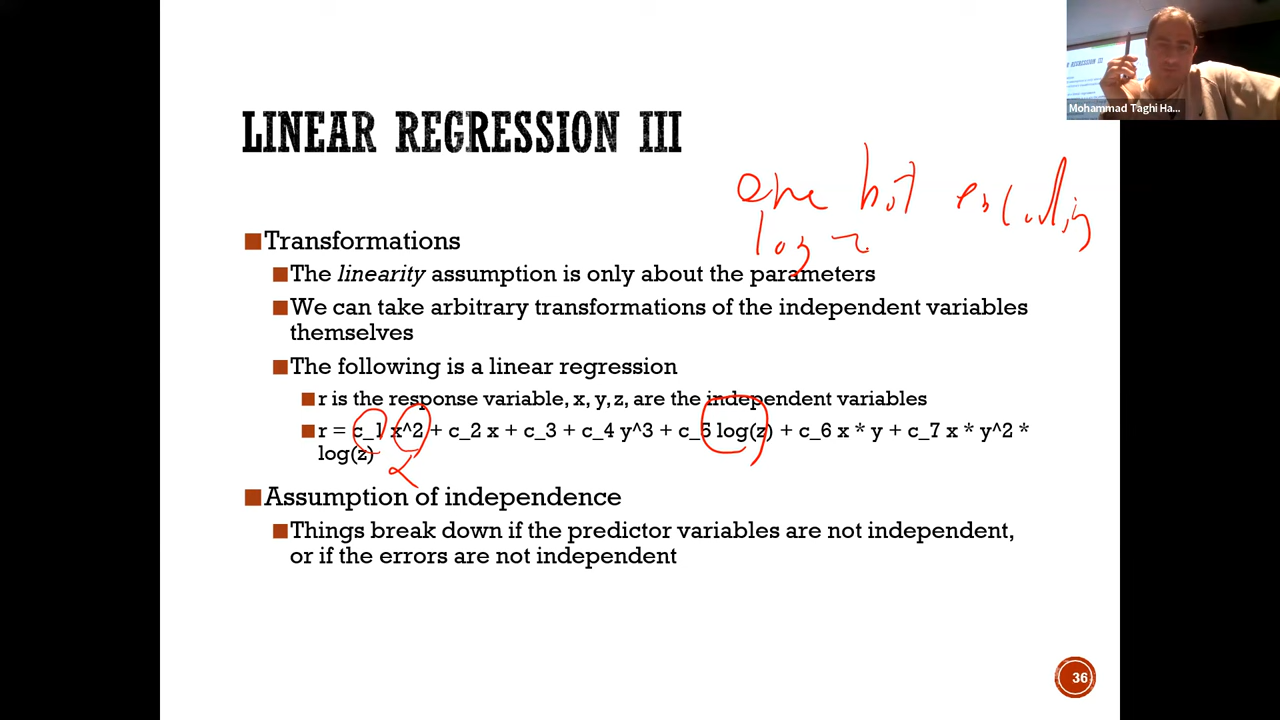 LINEAR REGRESSION III
Mohammad Taghi Ha...
one hot encoding
log z
■Transformations
■The linearity assumption is only about the parameters
■We can take arbitrary transformations of the independent variables
themselves
■The following is a linear regression
■r is the response variable, x, y, z, are the independent variables
■r = c_1 x^2 + c_2 x + c_3 + c_4 y^3 + c_5 log(z) + c_6 x * y + c_7 x * y^2 *
log(z)
■Assumption of independence
■Things break down if the predictor variables are not independent,
or if the errors are not independent
36